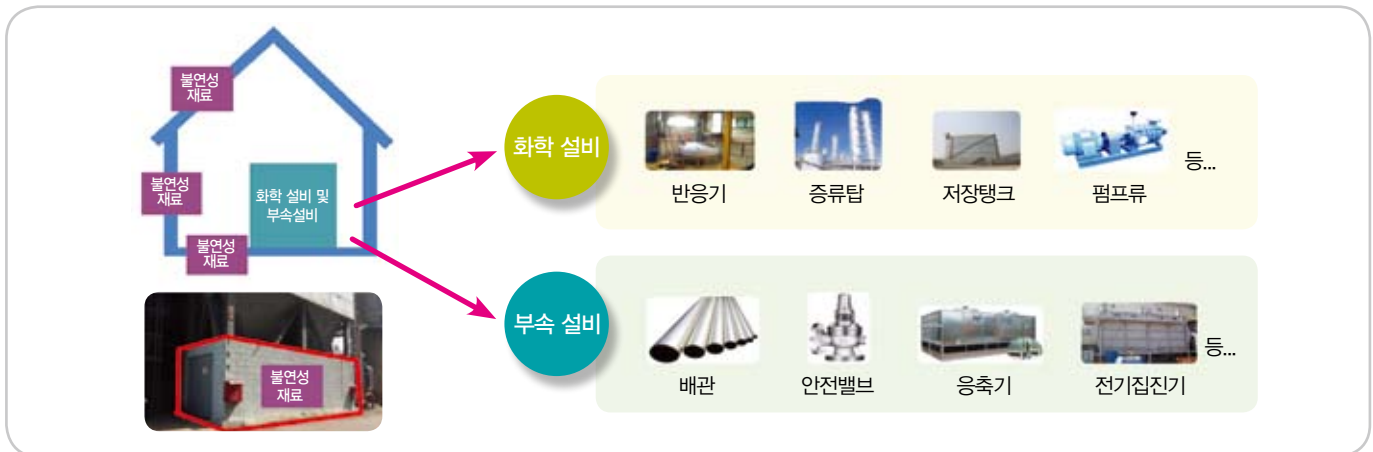 불연성
재료
불연성
재료
화학 설비 및
부속설비
불연성
재료
불연성
재료
화학 설비
반응기
증류탑
저장탱크
펌프류
등...
부속 설비
배관
안전밸브
응축기
전기집진기
등...